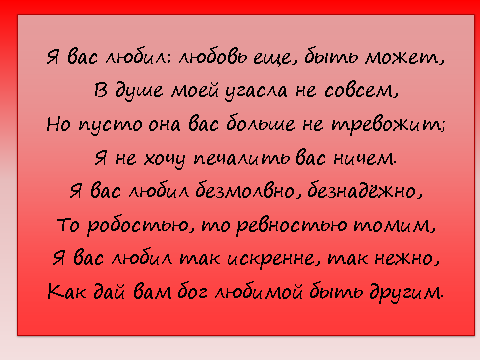 Я вас любил: любовь еще, быть может,
В душе моей угасла не совсем,
Но пусто она вас больше не тревожит;
Я не хочу печалить вас ничем.
Я вас любил безмолвно, безнадёжно,
То робостью, то ревностью томим,
Я вас любил так искренне, так нежно,
Как дай вам бог любимой быть другим.